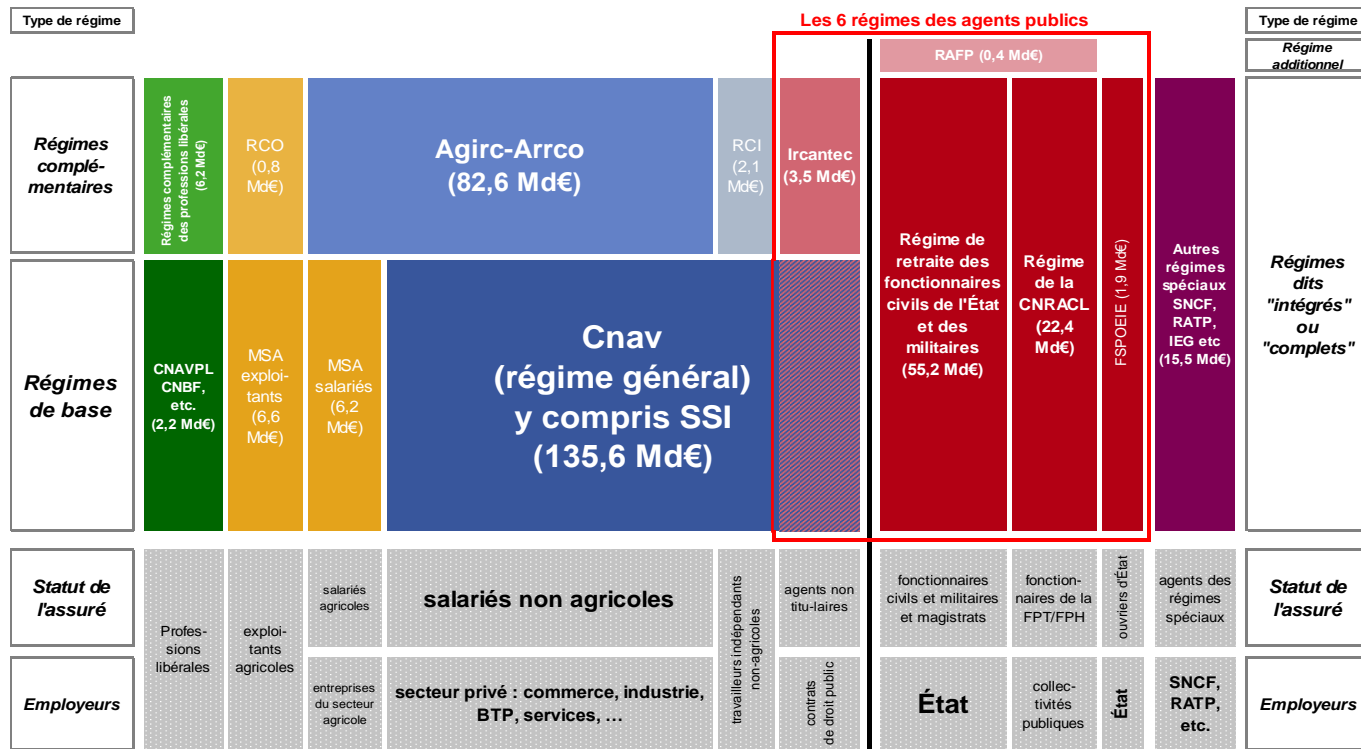 Type de régime
Les 6 régimes des agents publics
Type de régime
RAFP (0,4 Md€)
Régime
additionnel
Régimes
complé-
mentaires
Régimes complémentaires
des professions libérales
(6,2 Md€)
RCO
(0,8
Md€)
Agirc-Arrco
(82,6 Md€)
RCI
(2,1
Md€)
Ircantec
(3,5 Md€)
Régime de
retraite des
fonctionnaires
civils de l'État
et des
militaires
(55,2 Md€)
Régime
de la
CNRACL
(22,4
Md€)
FSPOEIE (1,9 Md€)
Autres
régimes
spéciaux
SNCF,
RATP,
IEG etc
(15,5 Md€)
Régimes
dits
"intégrés"
ou
"complets"
Régimes
de base
CNAVPL
CNBF,
etc.
(2,2 Md€)
MSA
exploi-
tants
(6,6
Md€)
MSA
salariés
(6,2
Md€)
Cnav
(régime général)
y compris SSI
(135,6 Md€)
Statut de
l'assuré
Profes-
sions
libérales
exploi-
tants
agricoles
salariés
agricoles
salariés non agricoles
travailleurs indépendants
non-agricoles
agents non
titu-laires
fonctionnaires
civils et militaires
et magistrats
fonction-
naires de la
FPT/FPH
ouvriers d'État
agents des
régimes
spéciaux
Statut de
l'assuré
Employeurs
entreprises
du secteur
agricole
secteur privé : commerce, industrie,
BTP, services, …
contrats
de droit public
État
collec-
tivités
publiques
État
SNCF,
RATP,
etc.
Employeurs